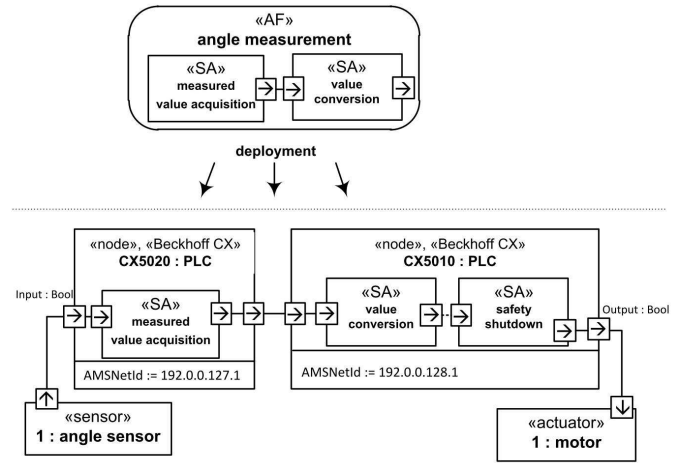 «AF»
angle measurement
«SA»
measured
value acquisition
«SA»
value
conversion
deployment
«node», «Beckhoff CX»
CX5020 : PLC
Input : Bool
«SA»
measured
value acquisition
AMSNetId := 192.0.0.127.1
«node», «Beckhoff CX»
CX5010 : PLC
«SA»
value
conversion
«SA»
safety
shutdown
Output : Bool
AMSNetId := 192.0.0.128.1
«sensor»
1 : angle sensor
«actuator»
1 : motor